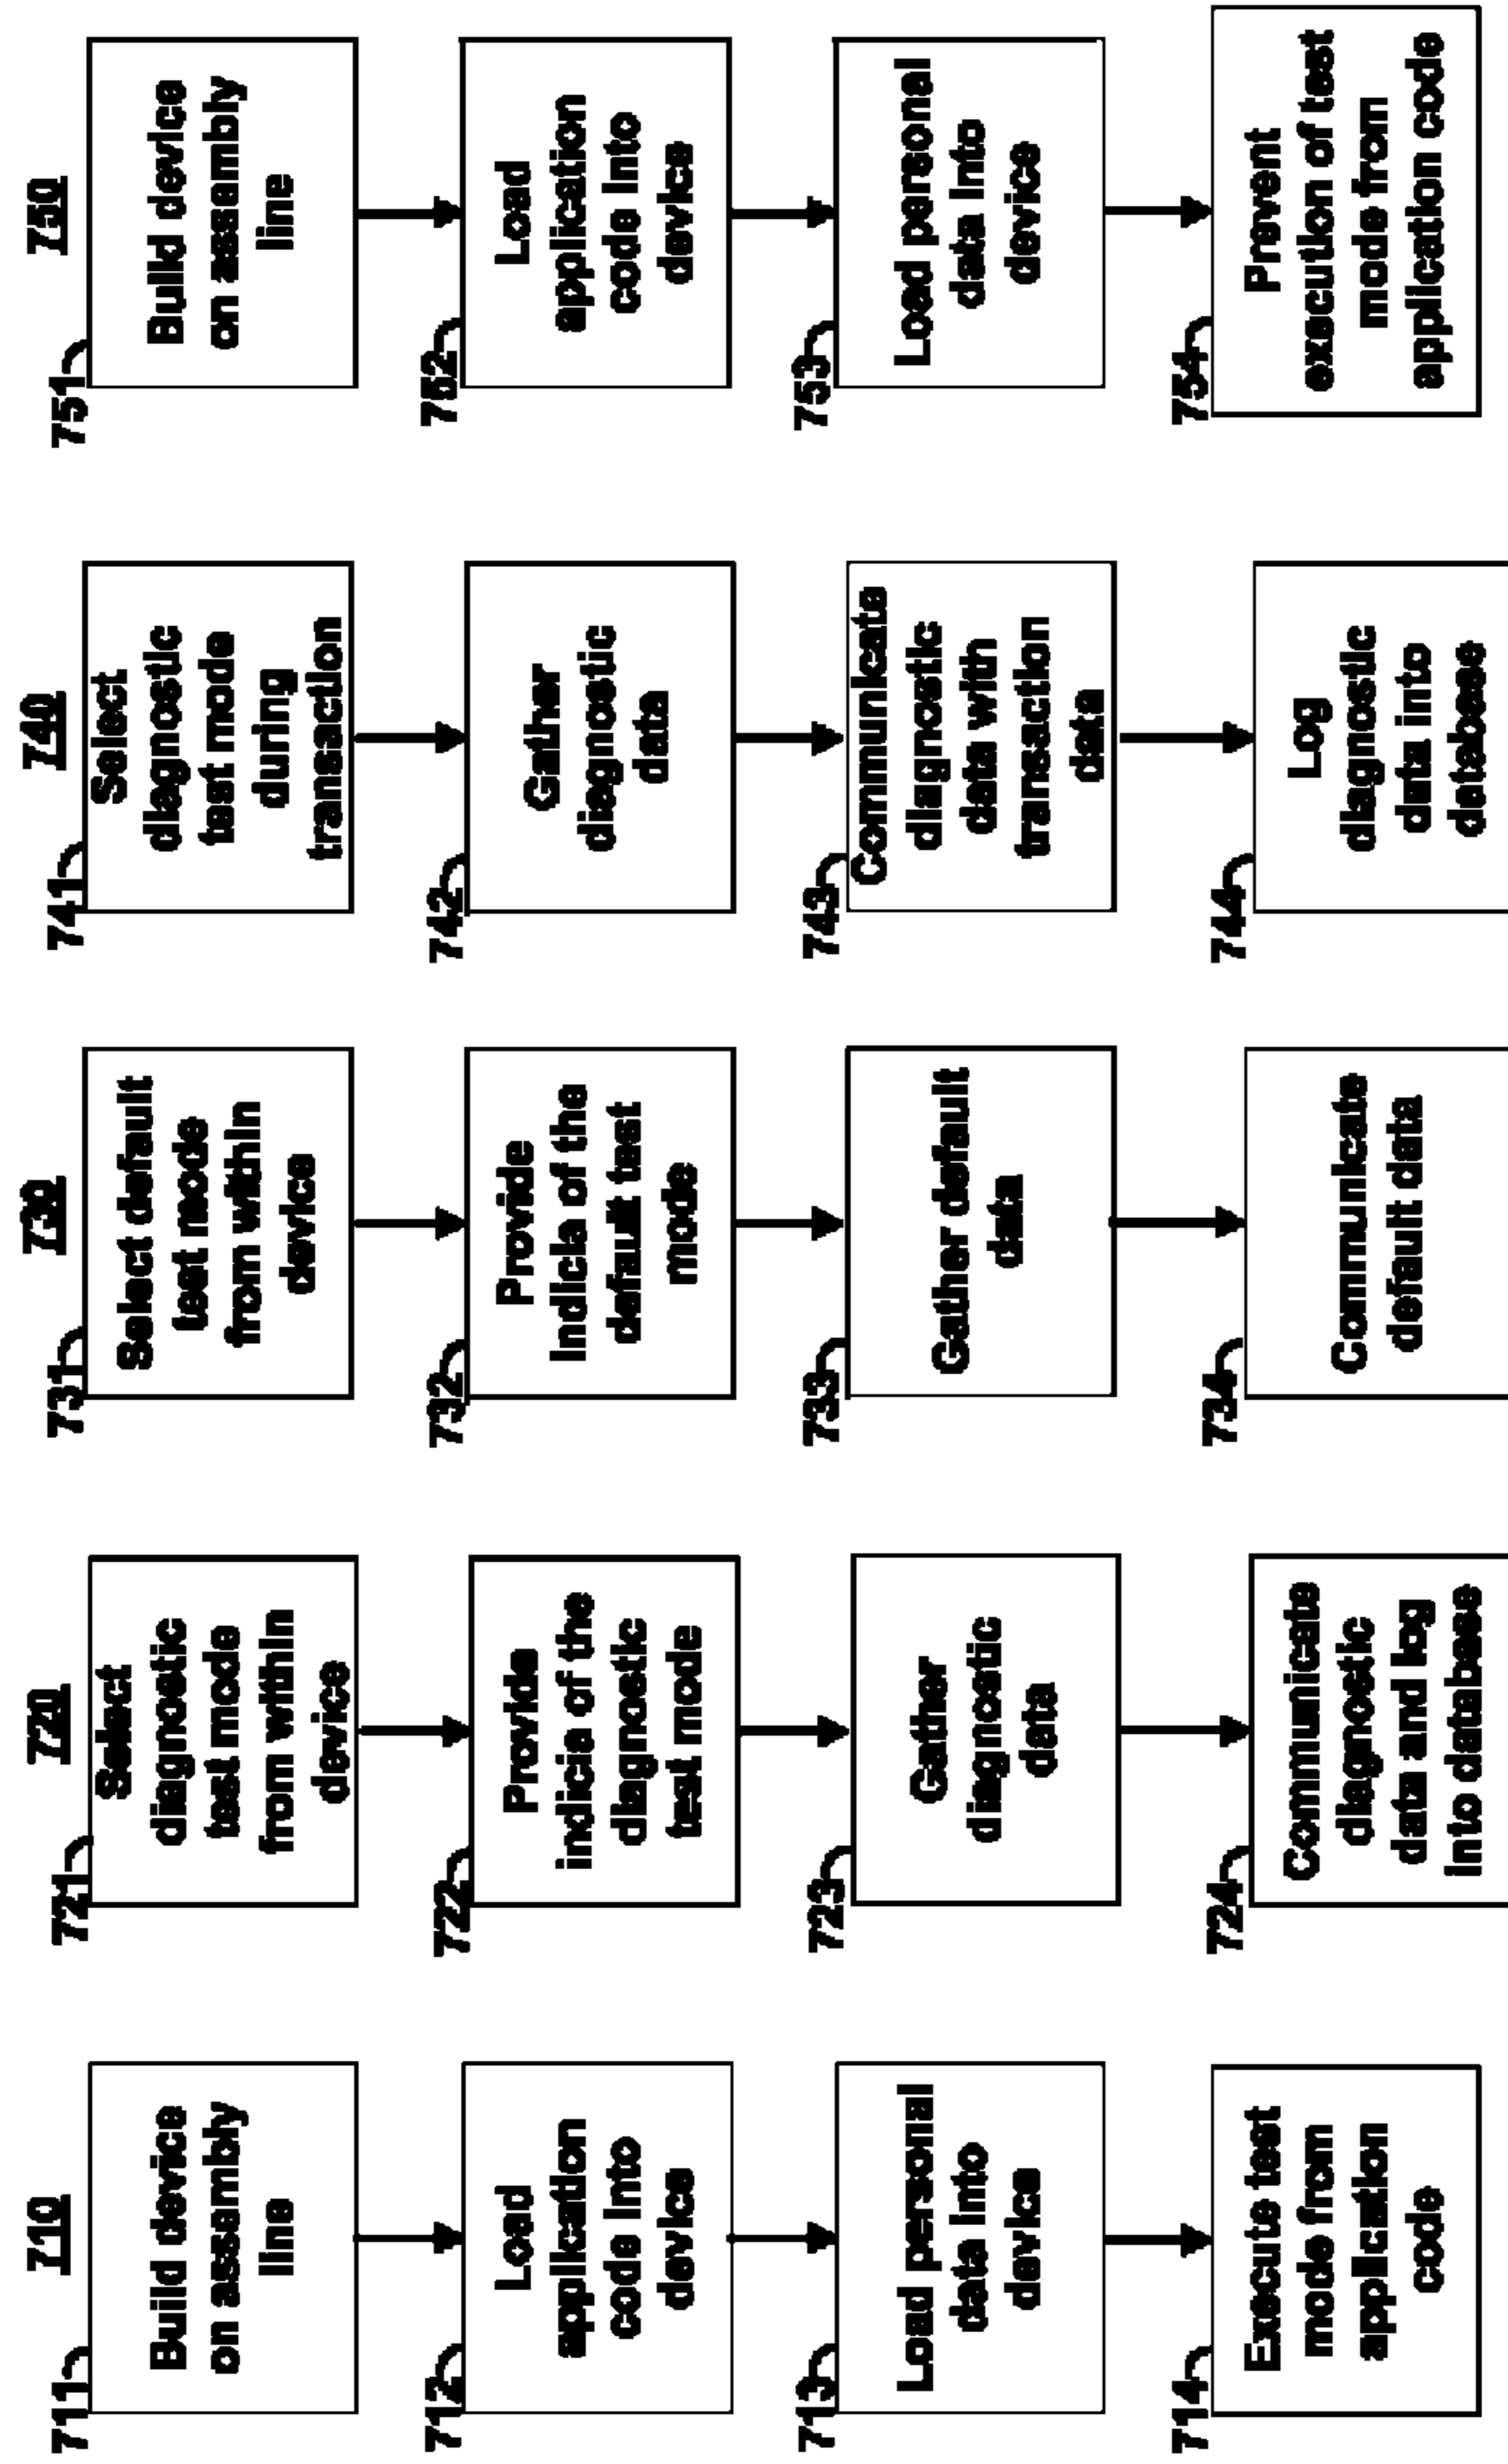 710
711
Build device
on assembly
line
712
Load
application
code into
device
713
Load personal
data into
device
714
Execute test
mode from
application
code
720
721
Select
diagnostic
test mode
from within
device
722
Provide
indicia of the
diagnostic
test mode
723
Gather
diagnostic
data
724
Communicate
diagnostic
data and log
into database
730
731
Select default
test mode
from within
device
732
Provide
indicia of the
default test
mode
733
Gather default
data
734
Communicate
default data
740
741
Select
diagnostic
test mode
during
transaction
742
Gather
diagnostic
data
743
Communicate
diagnostic
data with
transaction
data
744
Log
diagnostic
data into
database
750
751
Build device
on assembly
line
752
Load
application
code into
device
753
Load personal
data into
device
754
Prevent
execution of test
mode from
application code